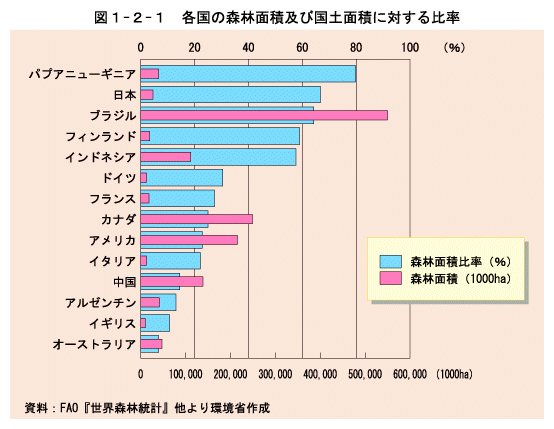 図1-2-1　各国の森林面積及び国土面積に対する比率
0 20 40 60 80 100 (%)
パプアニューギニア
日本
ブラジル
フィンランド
インドネシア
ドイツ
フランス
カナダ
アメリカ
イタリア
中国
アルゼンチン
イギリス
オーストラリア
森林面積比率 (%)
森林面積 (1000ha)
0 100,000 200,000 300,000 400,000 500,000 600,000 (1000ha)
資料：FAO『世界森林統計』他より環境省作成